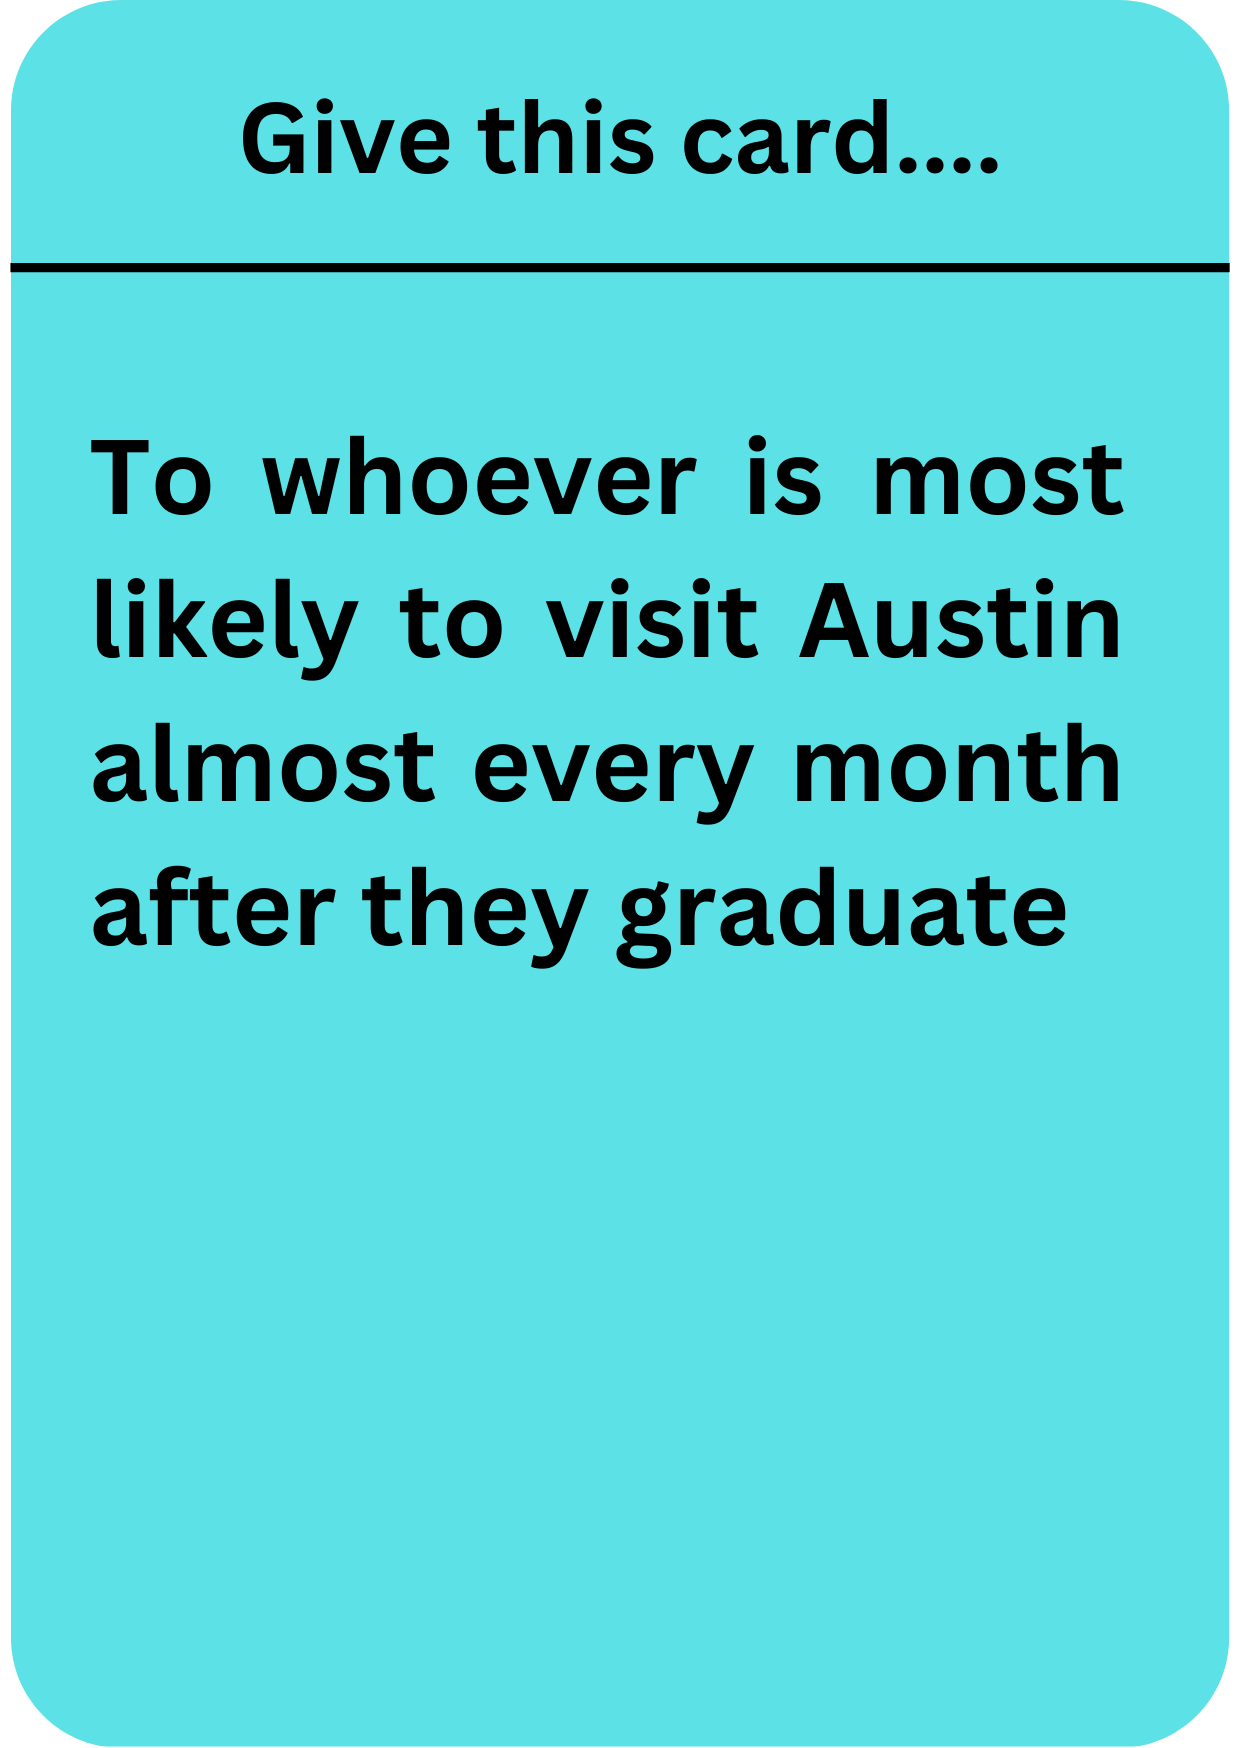 Give this card....
To whoever is most
likely to visit Austin
almost every month
after they graduate